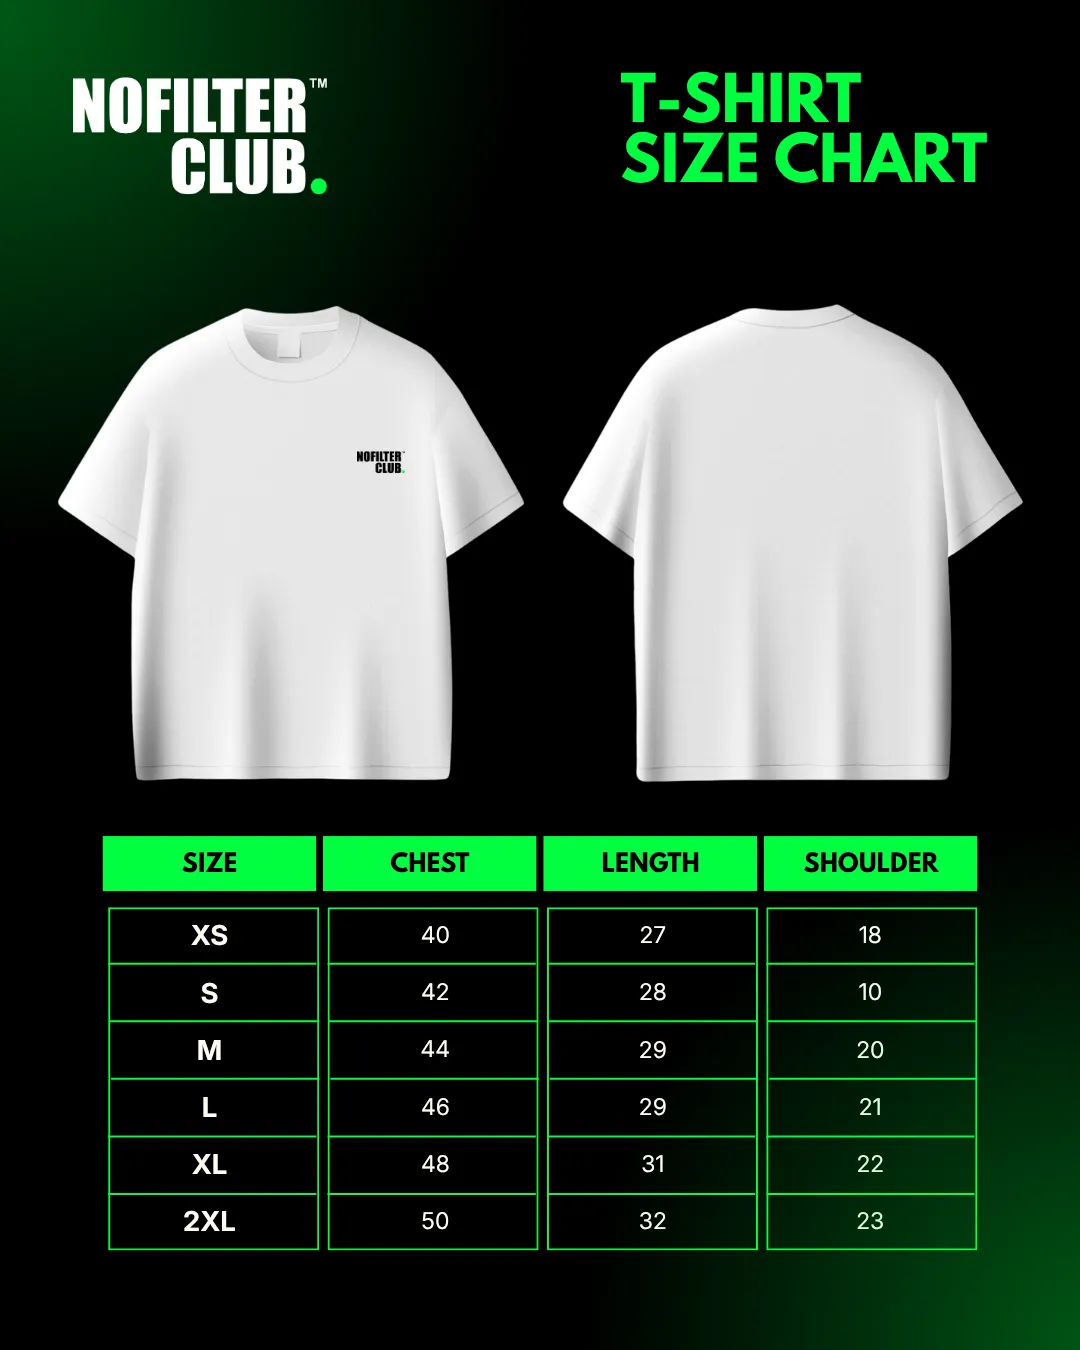 NOFILTER™
CLUB.
T-SHIRT
SIZE CHART
NOFILTER™
CLUB.
SIZE CHEST LENGTH SHOULDER
XS 40 27 18
S 42 28 10
M 44 29 20
L 46 29 21
XL 48 31 22
2XL 50 32 23